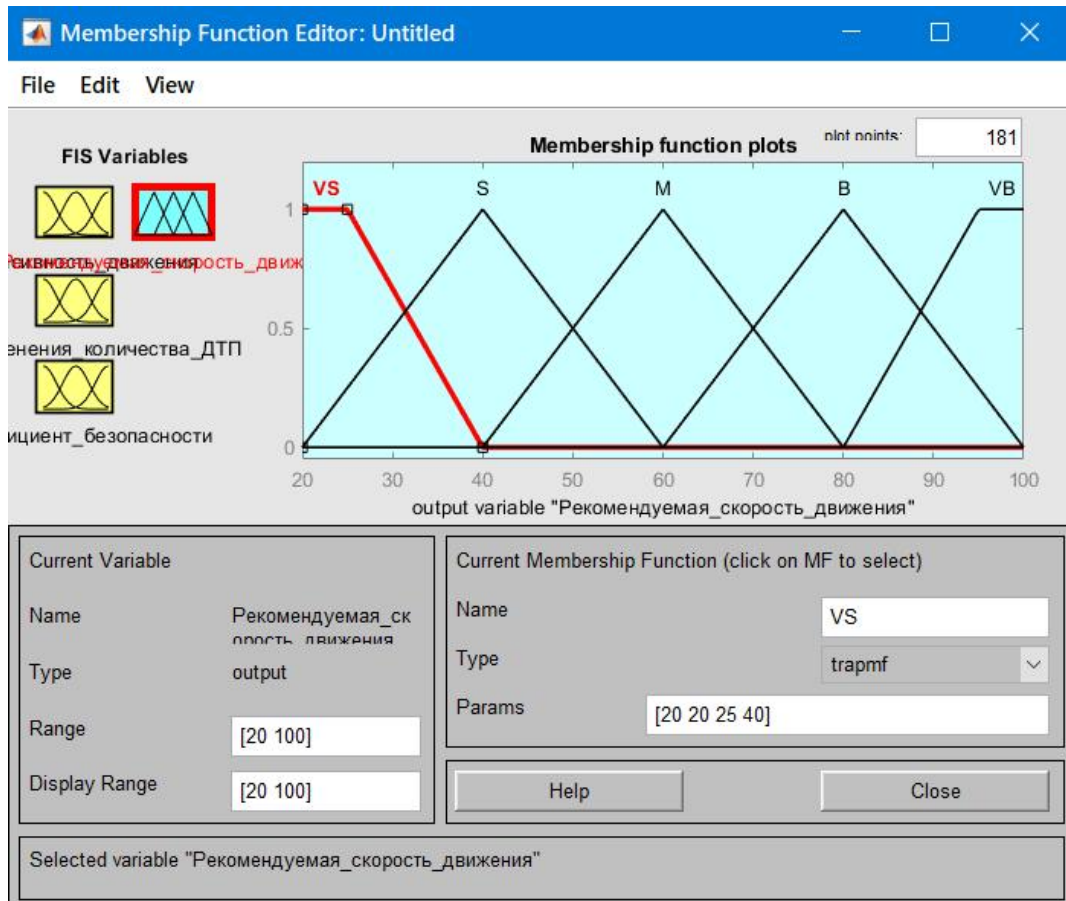 Membership Function Editor: Untitled
File Edit View
FIS Variables
Membership function plots
plot points:
181
VS
S
M
B
VB
1
0.5
0
20 30 40 50 60 70 80 90 100
output variable "Рекомендуемая_скорость_движения"
енения_количества_ДТП
ициент_безопасности
Current Variable
Name
Рекомендуемая_ск
орость_движения
Type
output
Range
[20 100]
Display Range
[20 100]
Current Membership Function (click on MF to select)
Name
VS
Type
trapmf
Params
[20 20 25 40]
Help
Close
Selected variable "Рекомендуемая_скорость_движения"